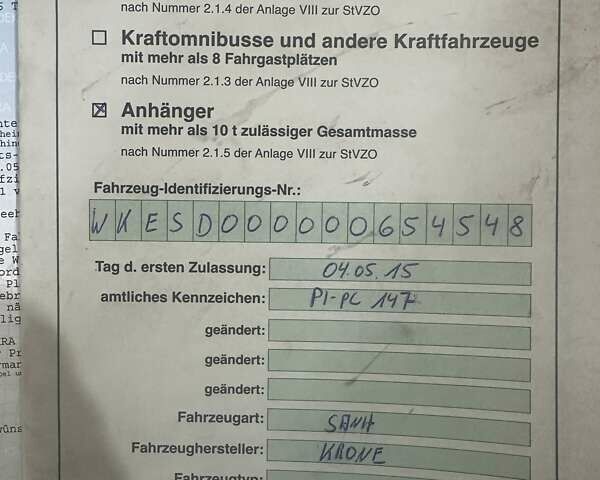 nach Nummer 2.1.4 der Anlage VIII zur StVZO
Kraftomnibusse und andere Kraftfahrzeuge
mit mehr als 8 Fahrgastplätzen
nach Nummer 2.1.3 der Anlage VIII zur StVZO
Anhänger
mit mehr als 10 t zulässiger Gesamtmasse
nach Nummer 2.1.5 der Anlage VIII zur StVZO
Fahrzeug-Identifizierungs-Nr.:
WKESD000000654548
Tag d. ersten Zulassung: 04.05.15
amtliches Kennzeichen: PI-PC 147
geändert:
geändert:
geändert:
Fahrzeugart: SANH
Fahrzeughersteller: KRONE
Fahrzeugtyp: